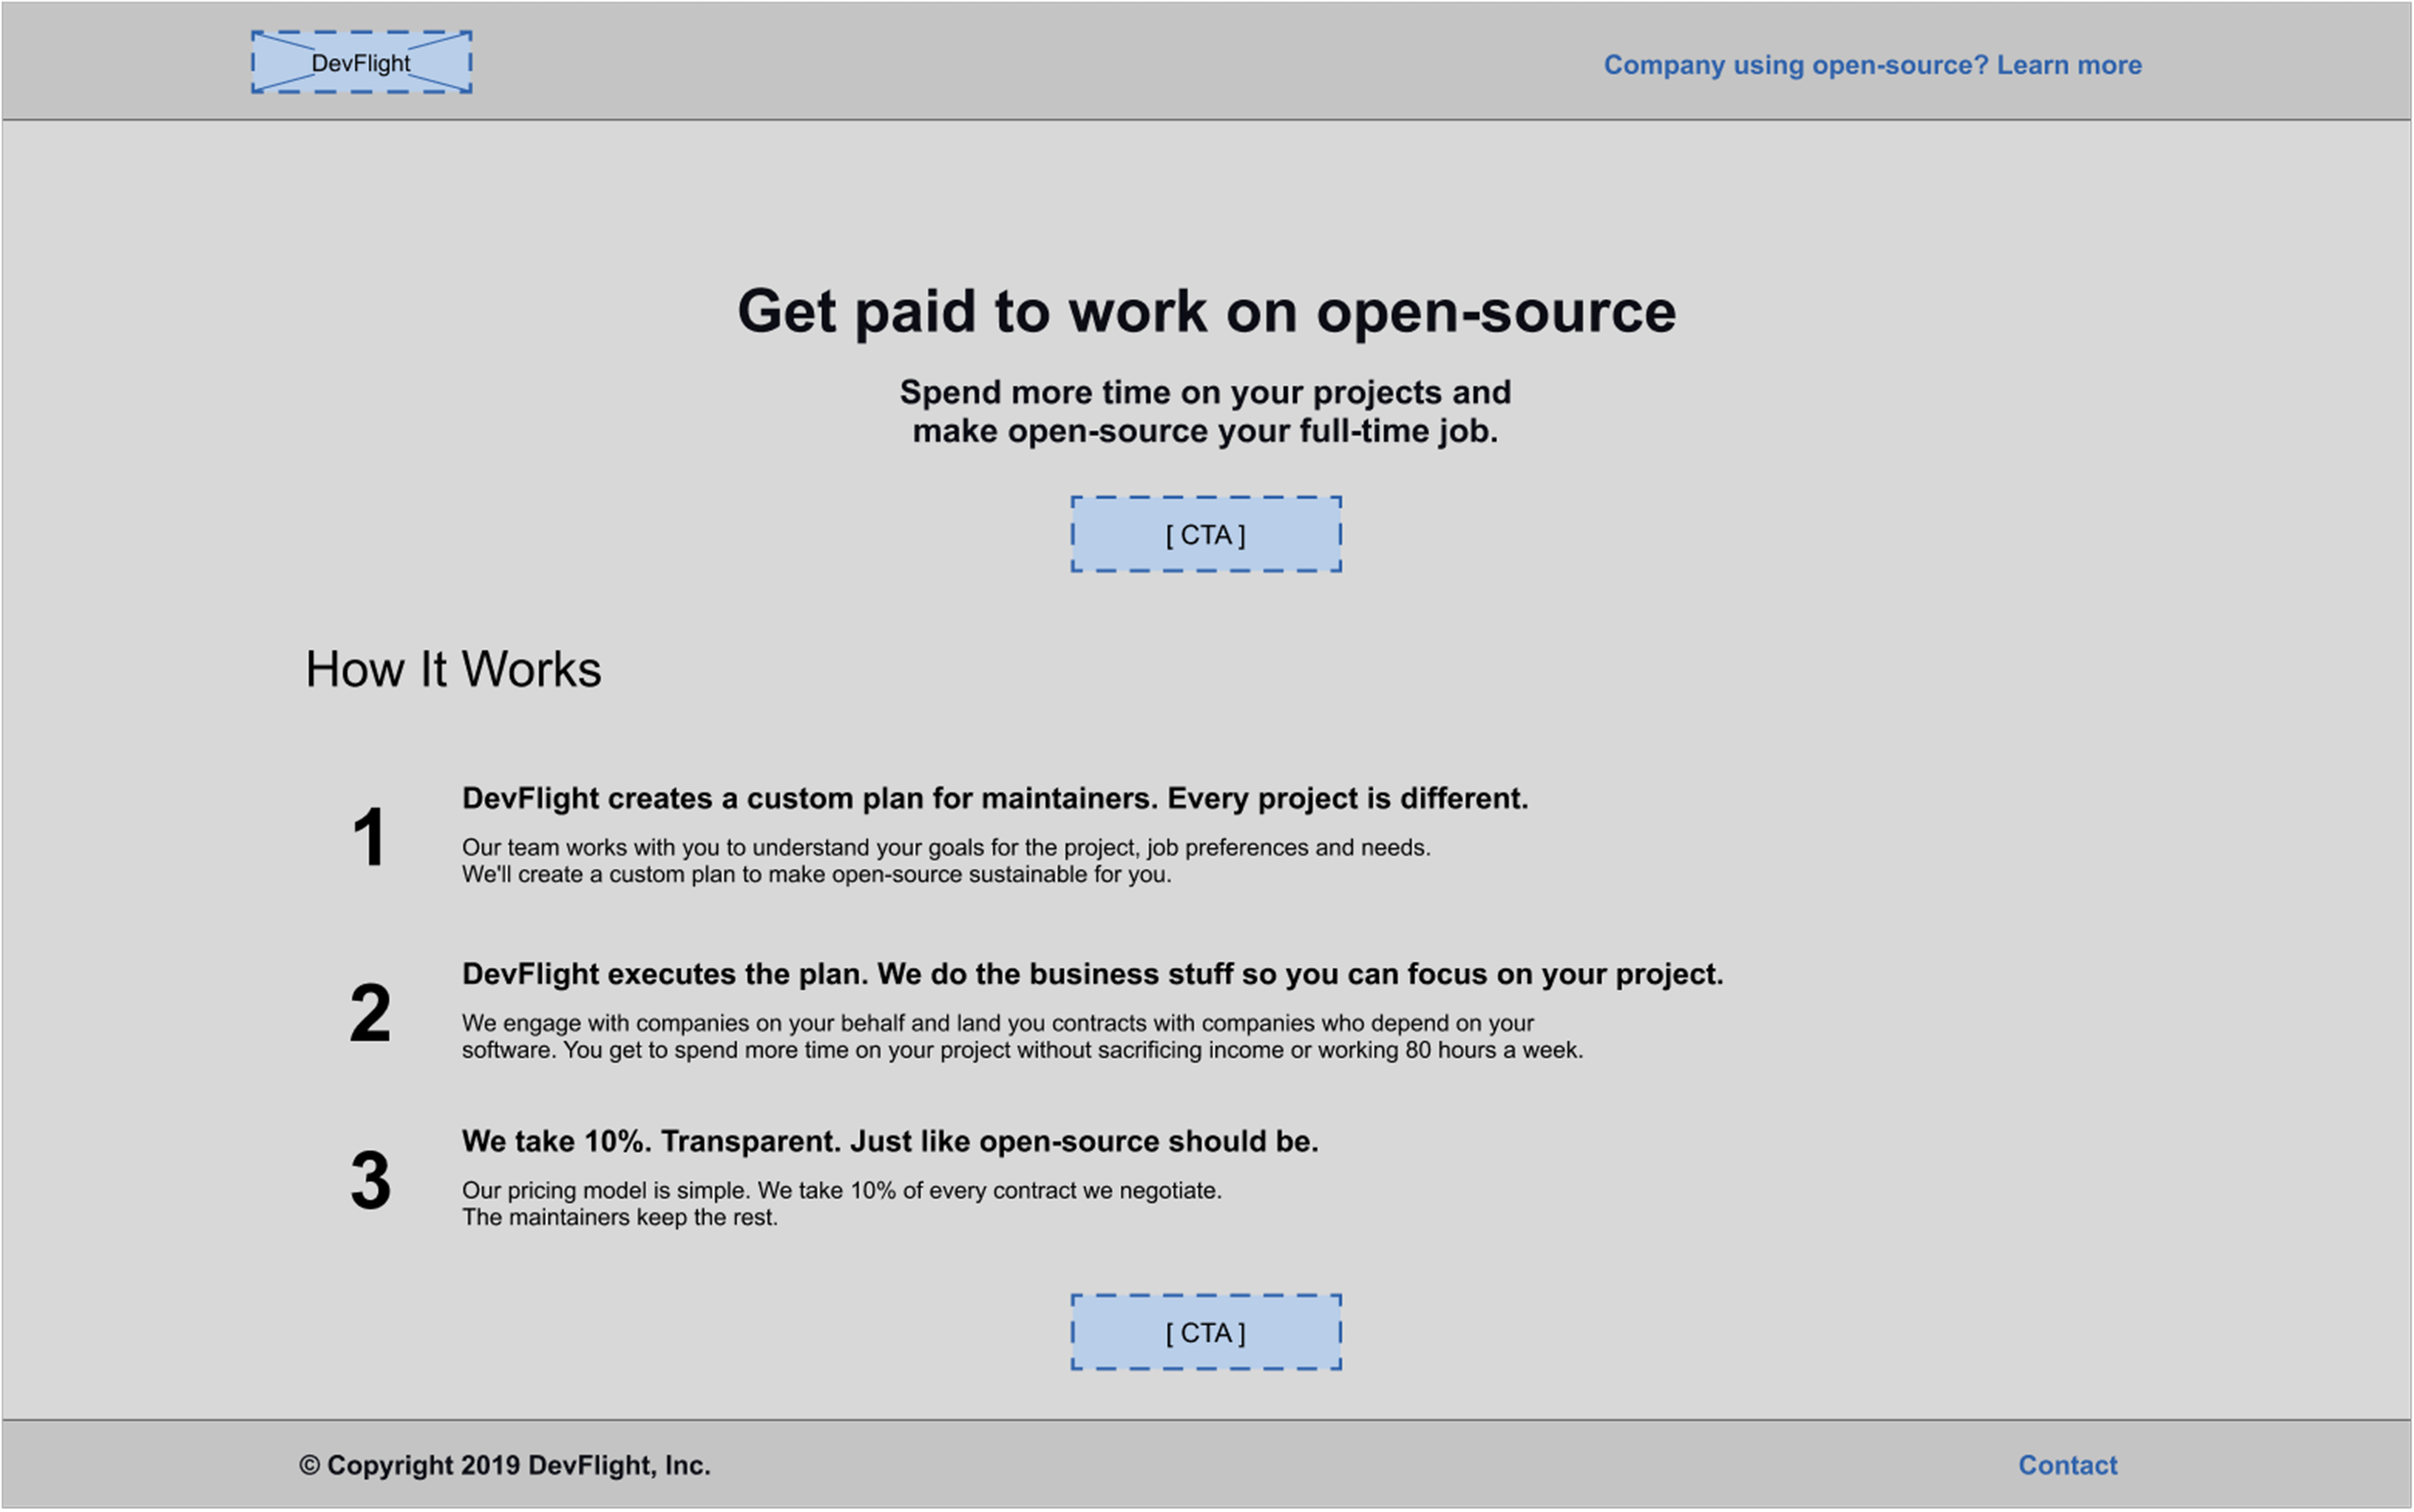 DevFlight
Company using open-source? Learn more
Get paid to work on open-source
Spend more time on your projects and
make open-source your full-time job.
[ CTA ]
How It Works
1
DevFlight creates a custom plan for maintainers. Every project is different.
Our team works with you to understand your goals for the project, job preferences and needs.
We'll create a custom plan to make open-source sustainable for you.
2
DevFlight executes the plan. We do the business stuff so you can focus on your project.
We engage with companies on your behalf and land you contracts with companies who depend on your
software. You get to spend more time on your project without sacrificing income or working 80 hours a week.
3
We take 10%. Transparent. Just like open-source should be.
Our pricing model is simple. We take 10% of every contract we negotiate.
The maintainers keep the rest.
[ CTA ]
© Copyright 2019 DevFlight, Inc.
Contact